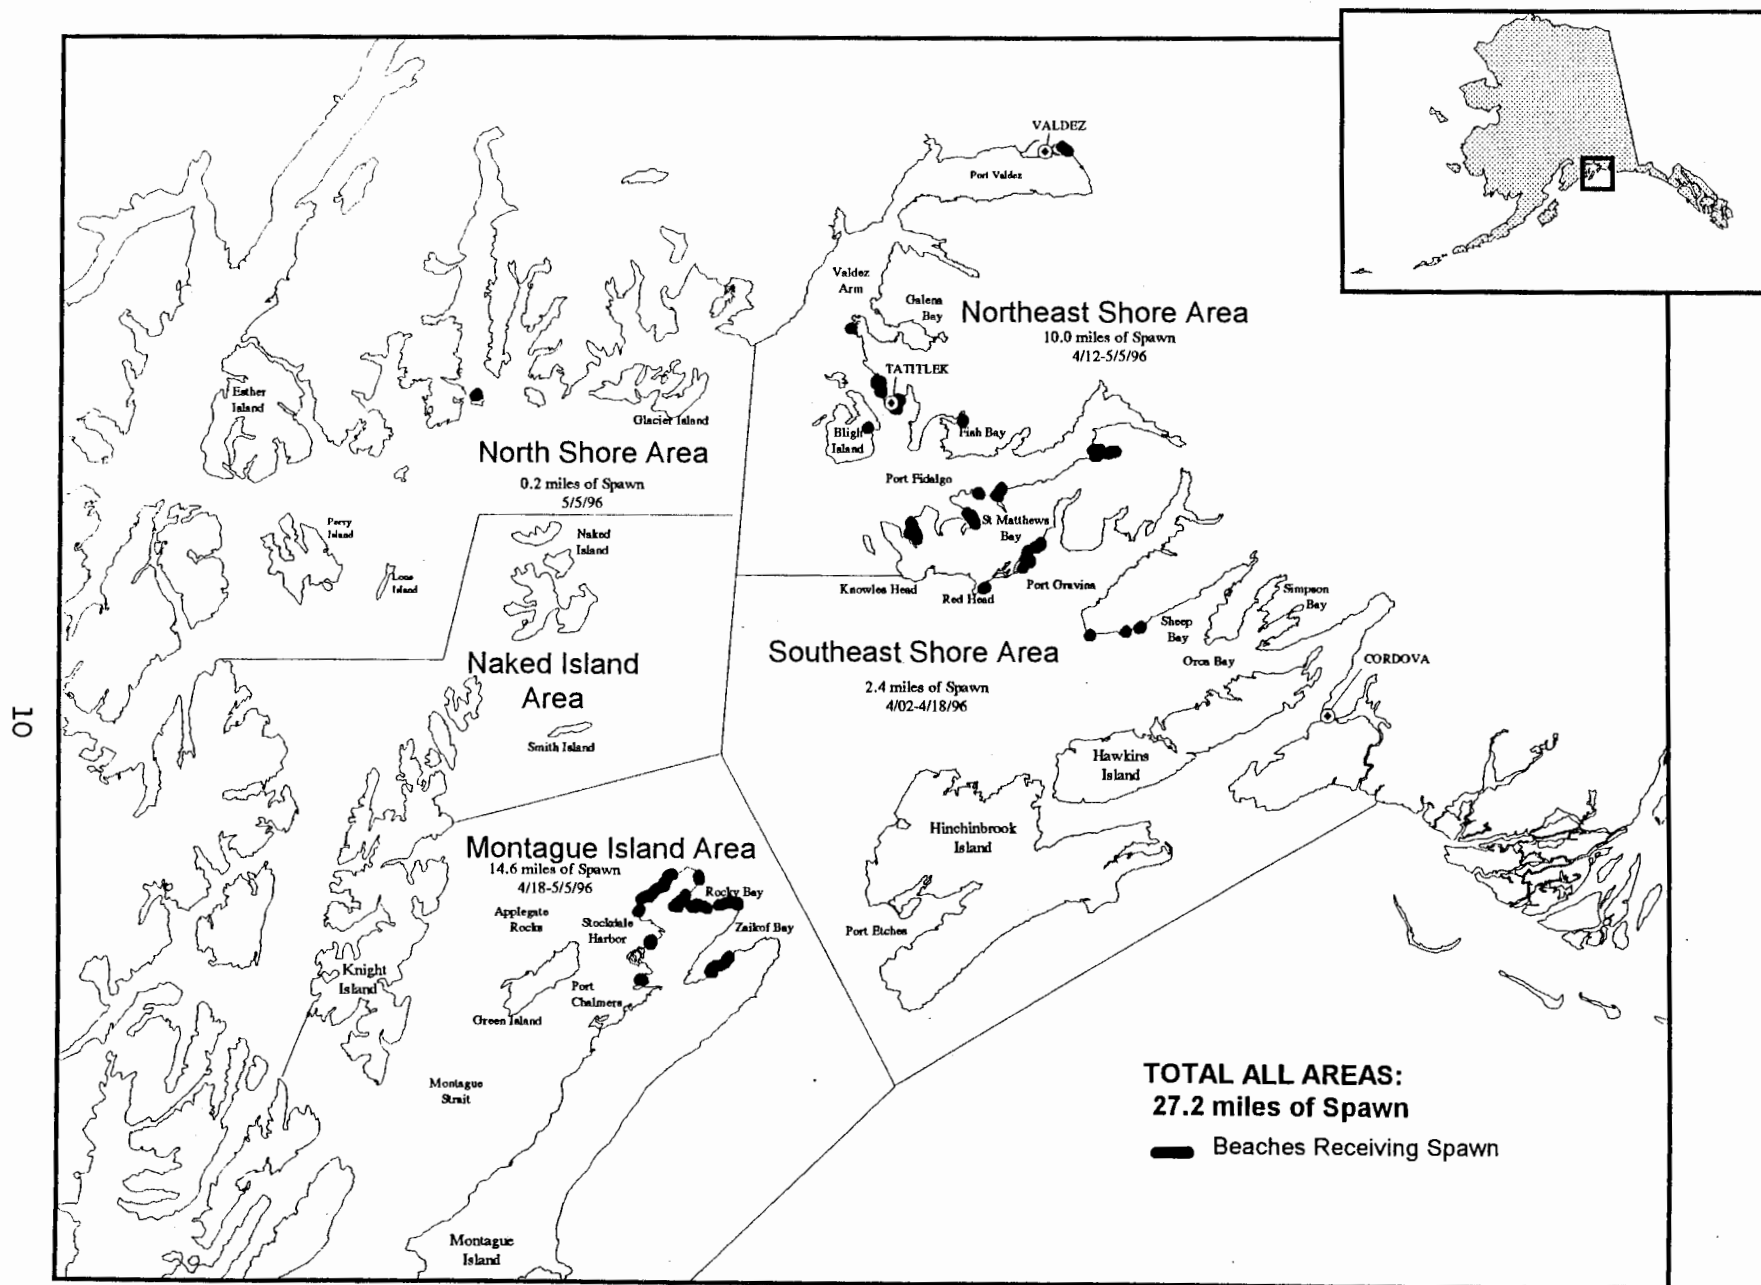 VALDEZ
Port Valdez
Valdez
Arm
Galena
Bay
Northeast Shore Area
10.0 miles of Spawn
4/12-5/5/96
TATITLEK
Esther
Island
Glacier Island
Bligh
Island
Fish Bay
North Shore Area
0.2 miles of Spawn
5/5/96
Port Fidalgo
St Matthews
Bay
Perry
Island
Naked
Island
Lone
Island
Knowles Head
Red Head
Port Gravina
Simpson
Bay
Sheep
Bay
Naked Island
Area
Southeast Shore Area
2.4 miles of Spawn
4/02-4/18/96
Orca Bay
CORDOVA
10
Smith Island
Hawkins
Island
Hinchinbrook
Island
Montague Island Area
14.6 miles of Spawn
4/18-5/5/96
Rocky Bay
Applegate
Rocks
Stockdale
Harbor
Zaikof Bay
Port Etches
Knight
Island
Port
Chalmers
Green Island
Montague
Strait
TOTAL ALL AREAS:
27.2 miles of Spawn
Beaches Receiving Spawn
Montague
Island